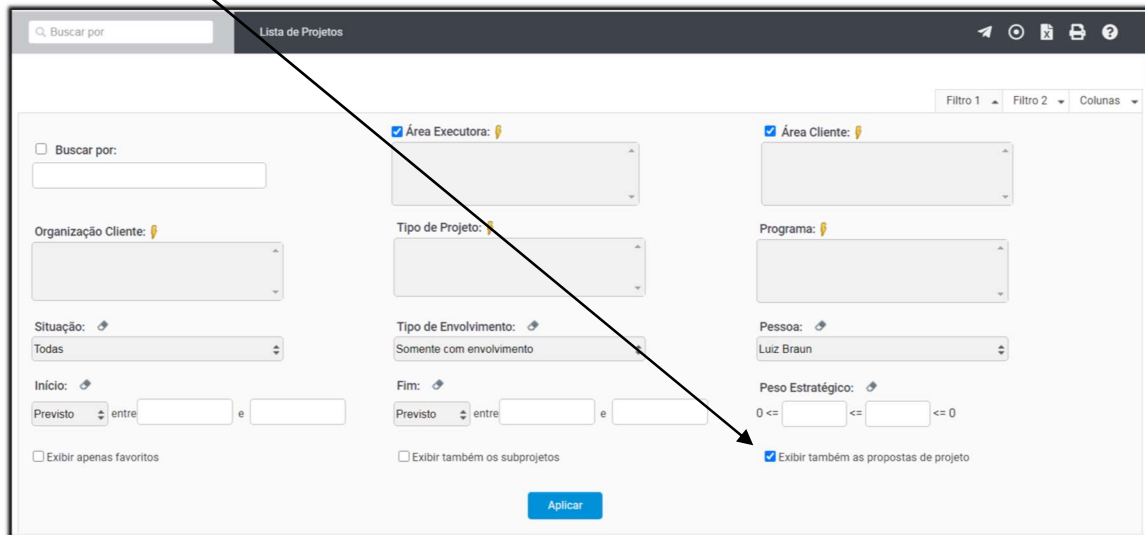 Buscar por
Lista de Projetos
Filtro 1 Filtro 2 Colunas
Buscar por:
Área Executora:
Área Cliente:
Organização Cliente:
Tipo de Projeto:
Programa:
Situação:
Todas
Tipo de Envolvimento:
Somente com envolvimento
Pessoa:
Luiz Braun
Início:
Previsto entre e
Fim:
Previsto entre e
Peso Estratégico:
0 <= <= <= 0
Exibir apenas favoritos
Exibir também os subprojetos
Exibir também as propostas de projeto
Aplicar